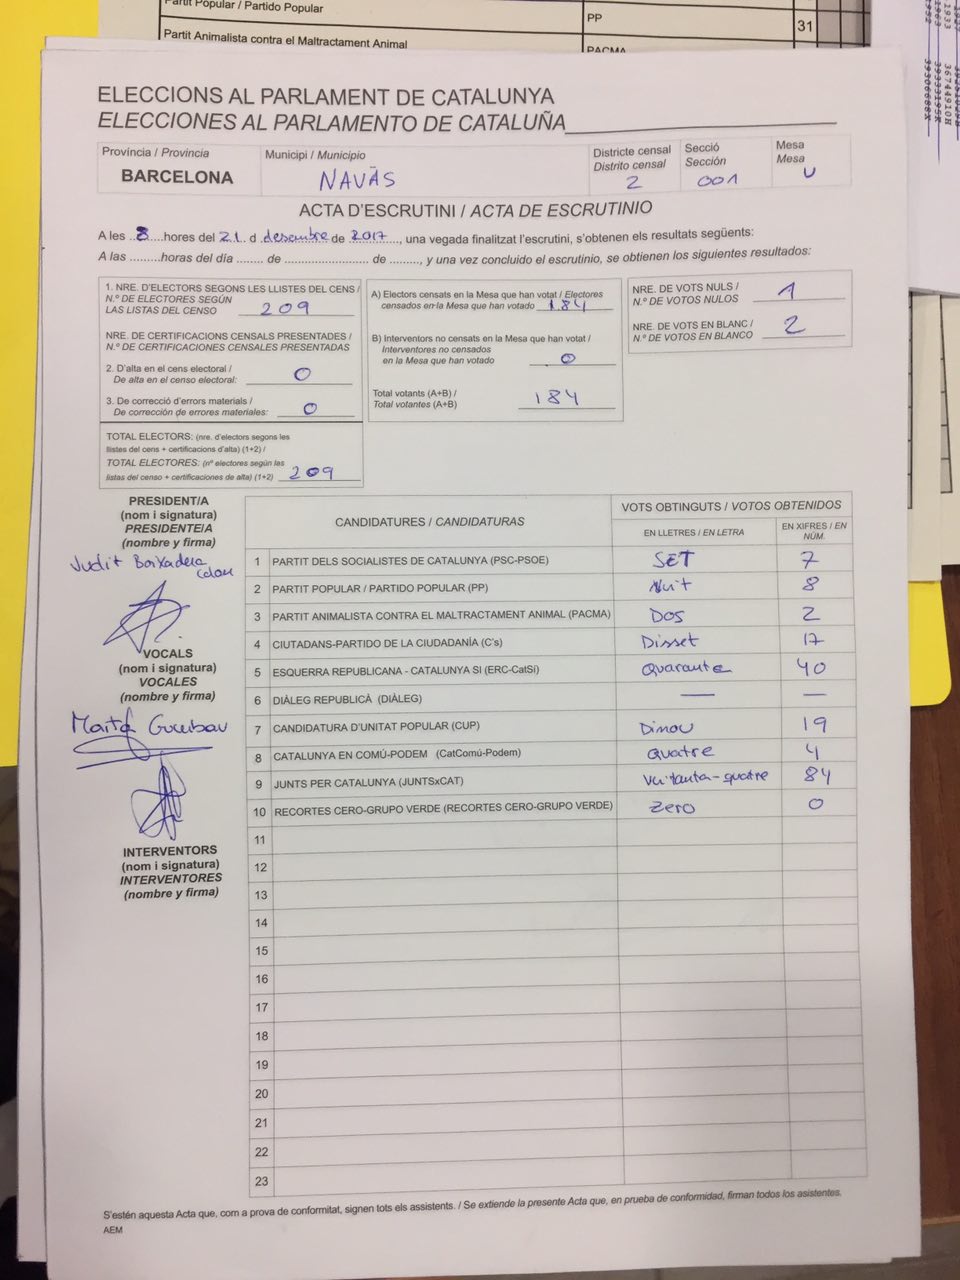 Partit Popular / Partido Popular
PP
31
Partit Animalista contra el Maltractament Animal
PACMA
ELECCIONS AL PARLAMENT DE CATALUNYA
ELECCIONES AL PARLAMENTO DE CATALUÑA
Província / Provincia
BARCELONA
Municipi / Municipio
NAVÀS
Districte censal
Distrito censal
2
Secció
Sección
001
Mesa
Mesa
U
ACTA D'ESCRUTINI / ACTA DE ESCRUTINIO
A les ..8....hores del 21. d desembre de 2017......, una vegada finalitzat l'escrutini, s'obtenen els resultats següents:
A las .........horas del día ........ de ......................... de ........., y una vez concluido el escrutinio, se obtienen los siguientes resultados:
1. NRE. D'ELECTORS SEGONS LES LLISTES DEL CENS /
N.º DE ELECTORES SEGÚN
LAS LISTAS DEL CENSO 209
NRE. DE CERTIFICACIONS CENSALS PRESENTADES /
N.º DE CERTIFICACIONES CENSALES PRESENTADAS
2. D'alta en el cens electoral /
De alta en el censo electoral: 0
3. De correcció d'errors materials /
De corrección de errores materiales: 0
TOTAL ELECTORS: (nre. d'electors segons les
llistes del cens + certificacions d'alta) (1+2) /
TOTAL ELECTORES: (nº electores según las
listas del censo + certificaciones de alta) (1+2) 209
A) Electors censats en la Mesa que han votat / Electores
censados en la Mesa que han votado 184
B) Interventors no censats en la Mesa que han votat /
Interventores no censados
en la Mesa que han votado 0
Total votants (A+B) /
Total votantes (A+B) 184
NRE. DE VOTS NULS /
N.º DE VOTOS NULOS 1
NRE. DE VOTS EN BLANC /
N.º DE VOTOS EN BLANCO 2
PRESIDENT/A
(nom i signatura)
PRESIDENTE/A
(nombre y firma)
Judit
VOCALS
(nom i signatura)
VOCALES
(nombre y firma)
INTERVENTORS
(nom i signatura)
INTERVENTORES
(nombre y firma)
CANDIDATURES / CANDIDATURAS
VOTS OBTINGUTS / VOTOS OBTENIDOS
EN LLETRES / EN LETRA
EN XIFRES / EN NÚM.
1 PARTIT DELS SOCIALISTES DE CATALUNYA (PSC-PSOE) SET 7
2 PARTIT POPULAR / PARTIDO POPULAR (PP) Vuit 8
3 PARTIT ANIMALISTA CONTRA EL MALTRACTAMENT ANIMAL (PACMA) DOS 2
4 CIUTADANS-PARTIDO DE LA CIUDADANÍA (C's) Disset 17
5 ESQUERRA REPUBLICANA - CATALUNYA SÍ (ERC-CatSí) Quaranta 40
6 DIÀLEG REPUBLICÀ (DIÀLEG) — —
7 CANDIDATURA D'UNITAT POPULAR (CUP) Dinou 19
8 CATALUNYA EN COMÚ-PODEM (CatComú-Podem) Quatre 4
9 JUNTS PER CATALUNYA (JUNTSxCAT) Vuitanta-quatre 84
10 RECORTES CERO-GRUPO VERDE (RECORTES CERO-GRUPO VERDE) Zero 0
11
12
13
14
15
16
17
18
19
20
21
22
23
S'estén aquesta Acta que, com a prova de conformitat, signen tots els assistents. / Se extiende la presente Acta que, en prueba de conformidad, firman todos los asistentes.
AEM